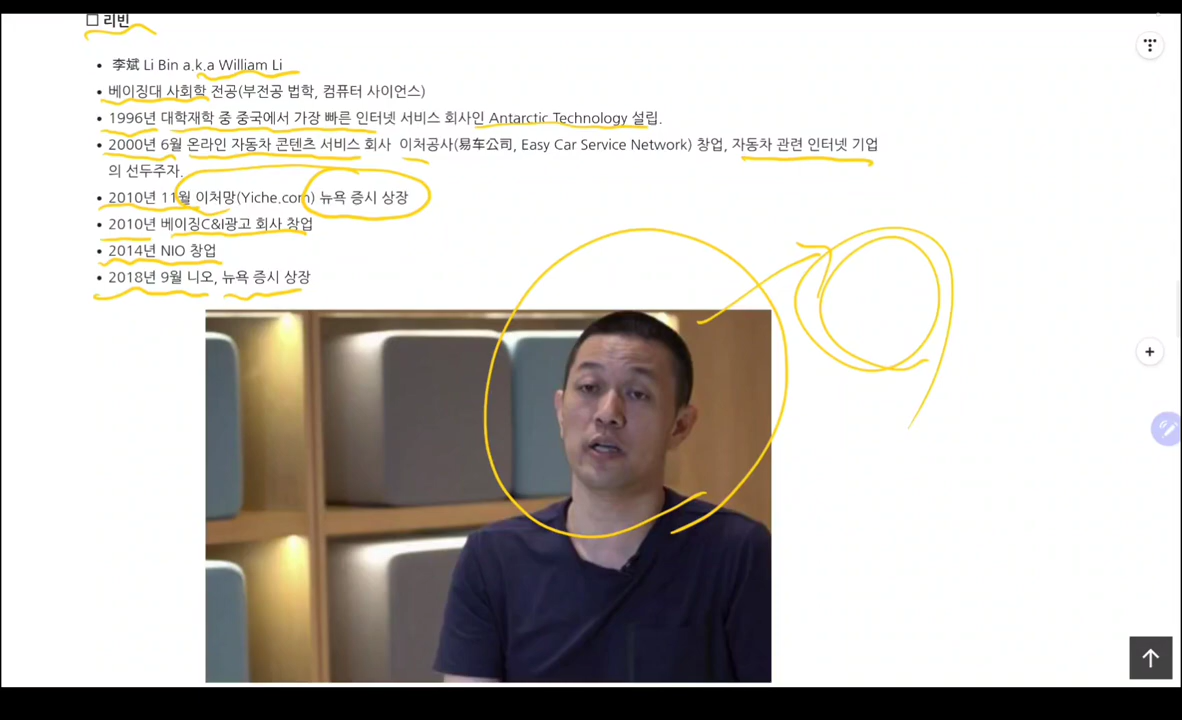 □ 리빈
• 李斌 Li Bin a.k.a William Li
• 베이징대 사회학 전공(부전공 법학, 컴퓨터 사이언스)
• 1996년 대학재학 중 중국에서 가장 빠른 인터넷 서비스 회사인 Antarctic Technology 설립.
• 2000년 6월 온라인 자동차 콘텐츠 서비스 회사 이처공사(易车公司, Easy Car Service Network) 창업, 자동차 관련 인터넷 기업
의 선두주자.
• 2010년 11월 이처망(Yiche.com) 뉴욕 증시 상장
• 2010년 베이징C&I광고 회사 창업
• 2014년 NIO 창업
• 2018년 9월 니오, 뉴욕 증시 상장